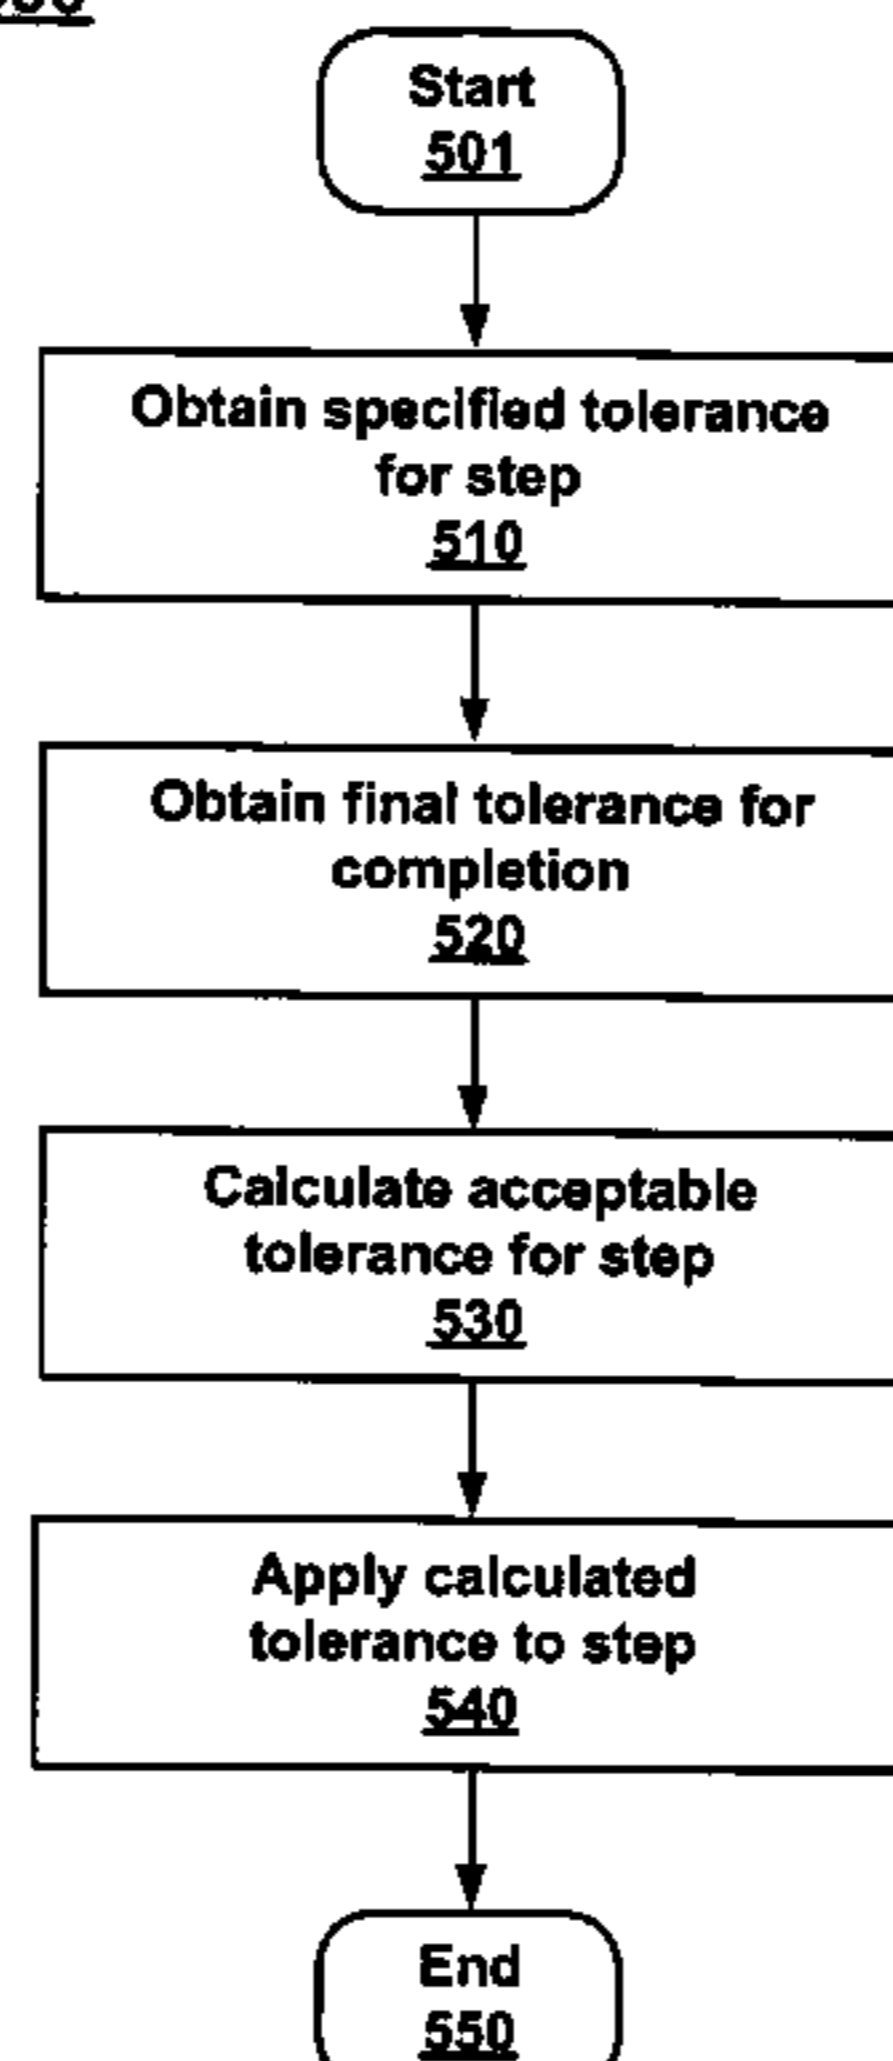 Start
501
Obtain specified tolerance
for step
510
Obtain final tolerance for
completion
520
Calculate acceptable
tolerance for step
530
Apply calculated
tolerance to step
540
End
550